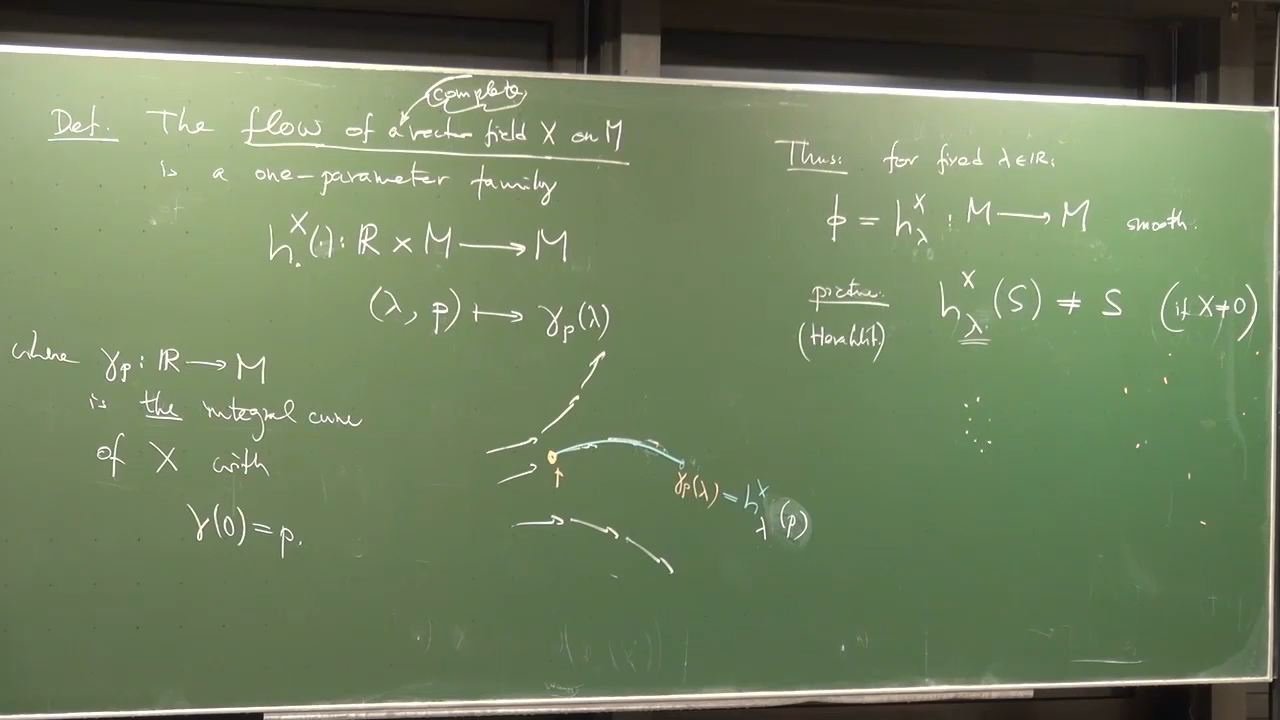 complete
Def. The flow of a vector field X on M
is a one-parameter family
h.^X(·): ℝ × M ⟶ M
(λ, p) ⟼ γ_p(λ)
where γ_p: ℝ ⟶ M
is the integral curve
of X with
γ(0) = p.
γ_p(λ) = h^X_λ(p)
Thus: for fixed λ∈ℝ:
ϕ = h^X_λ : M ⟶ M smooth.
picture: h^X_λ(S) ≠ S (if X≠0)
(Heraklit.)